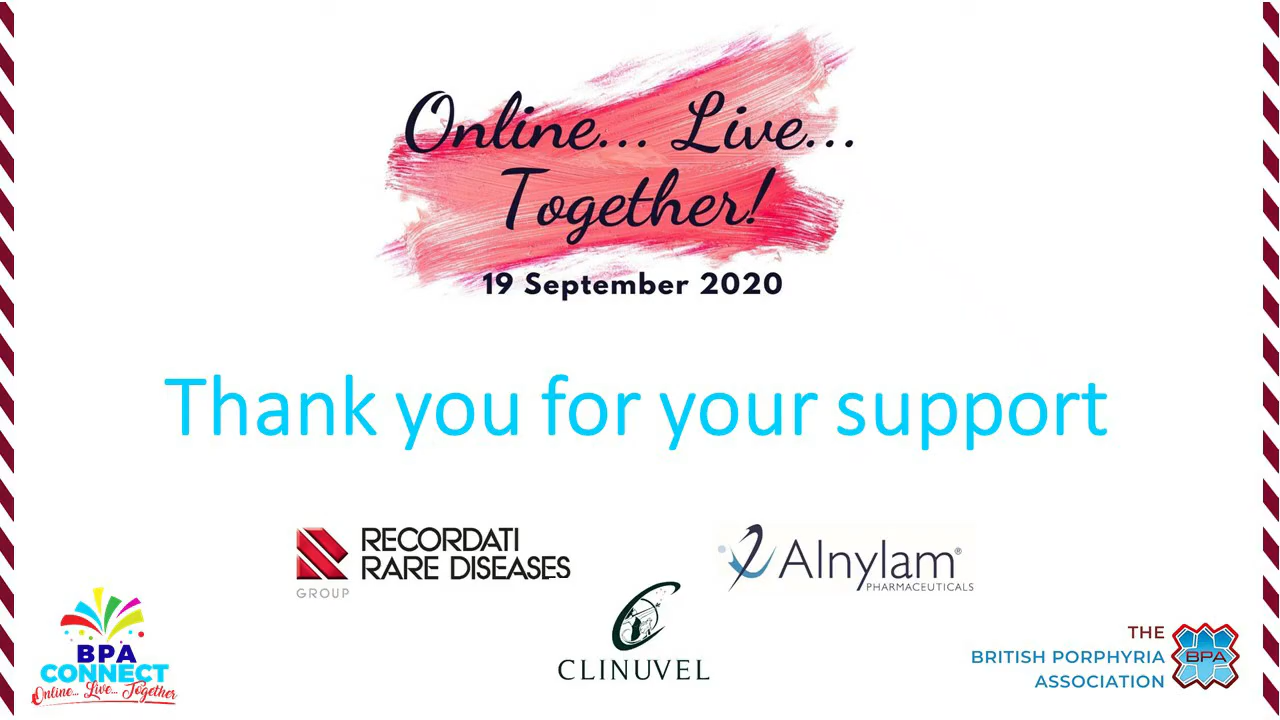 Online... Live...
Together!
19 September 2020
Thank you for your support
RECORDATI
RARE DISEASES
GROUP
Alnylam®
PHARMACEUTICALS
CLINUVEL
BPA
CONNECT
Online... Live... Together
THE
BRITISH PORPHYRIA
ASSOCIATION
BPA